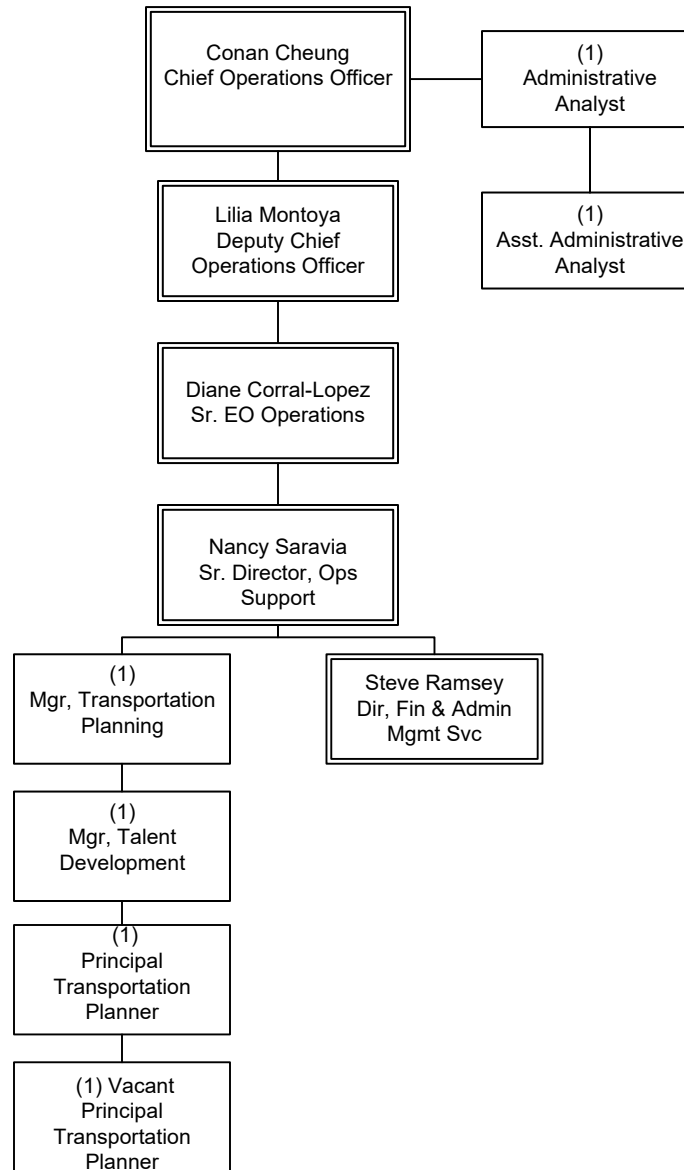 Conan Cheung
Chief Operations Officer
(1)
Administrative
Analyst
(1)
Asst. Administrative
Analyst
Lilia Montoya
Deputy Chief
Operations Officer
Diane Corral-Lopez
Sr. EO Operations
Nancy Saravia
Sr. Director, Ops
Support
(1)
Mgr, Transportation
Planning
Steve Ramsey
Dir, Fin & Admin
Mgmt Svc
(1)
Mgr, Talent
Development
(1)
Principal
Transportation
Planner
(1) Vacant
Principal
Transportation
Planner